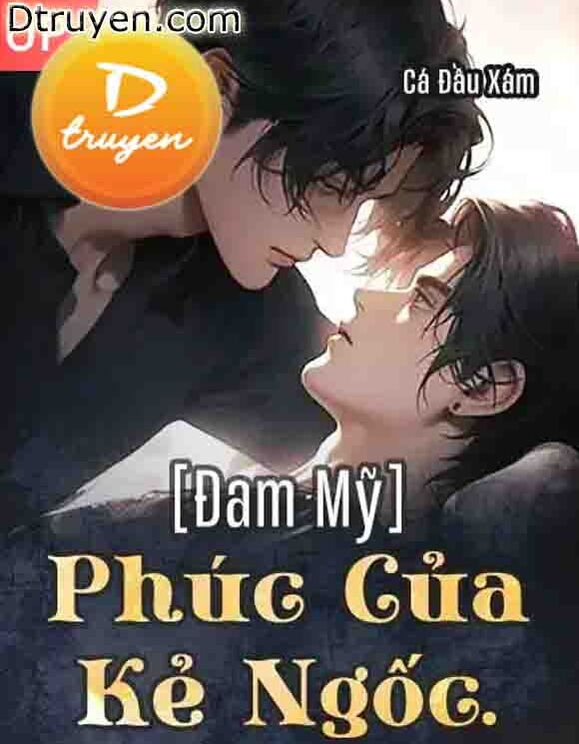 Dtruyen.com
D
truyen
Cá Đầu Xám
[Đam Mỹ]
Phúc Của
Kẻ Ngốc.